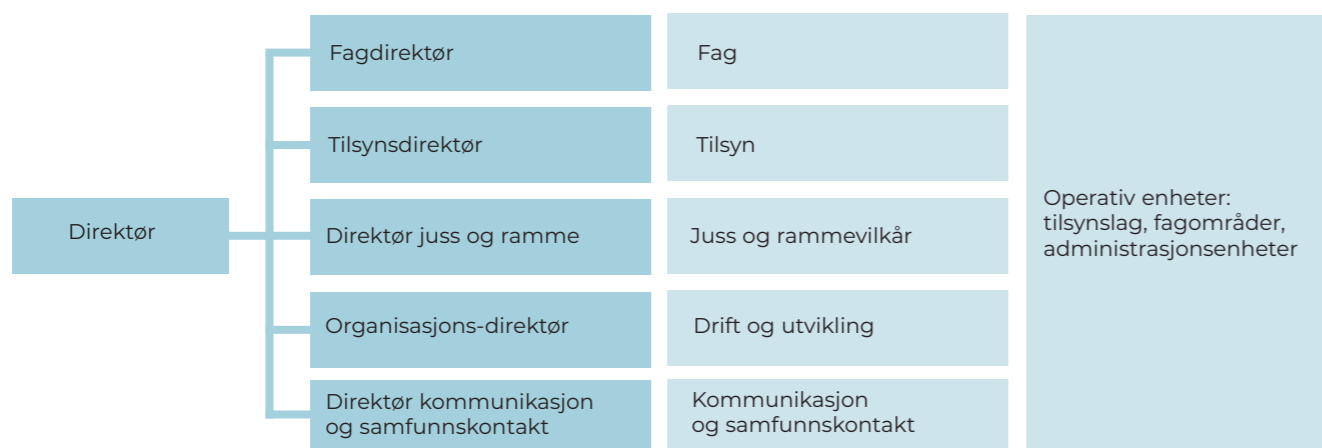 Direktør
Fagdirektør
Fag
Tilsynsdirektør
Tilsyn
Direktør juss og ramme
Juss og rammevilkår
Organisasjons-direktør
Drift og utvikling
Direktør kommunikasjon
og samfunnskontakt
Kommunikasjon
og samfunnskontakt
Operativ enheter:
tilsynslag, fagområder,
administrasjonsenheter